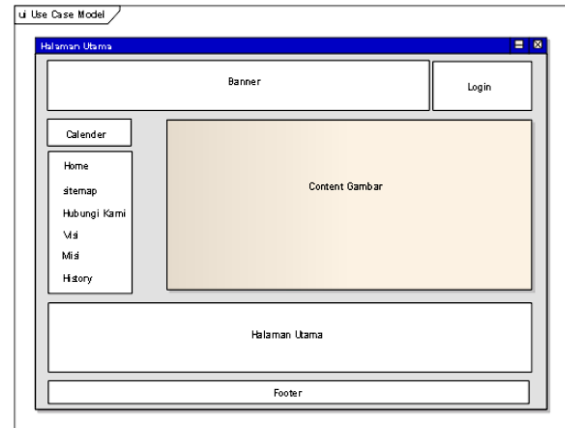 ui Use Case Model
Halaman Utama
Banner
Login
Calender
Home
sitemap
Hubungi Kami
Visi
Misi
History
Content Gambar
Halaman Utama
Footer